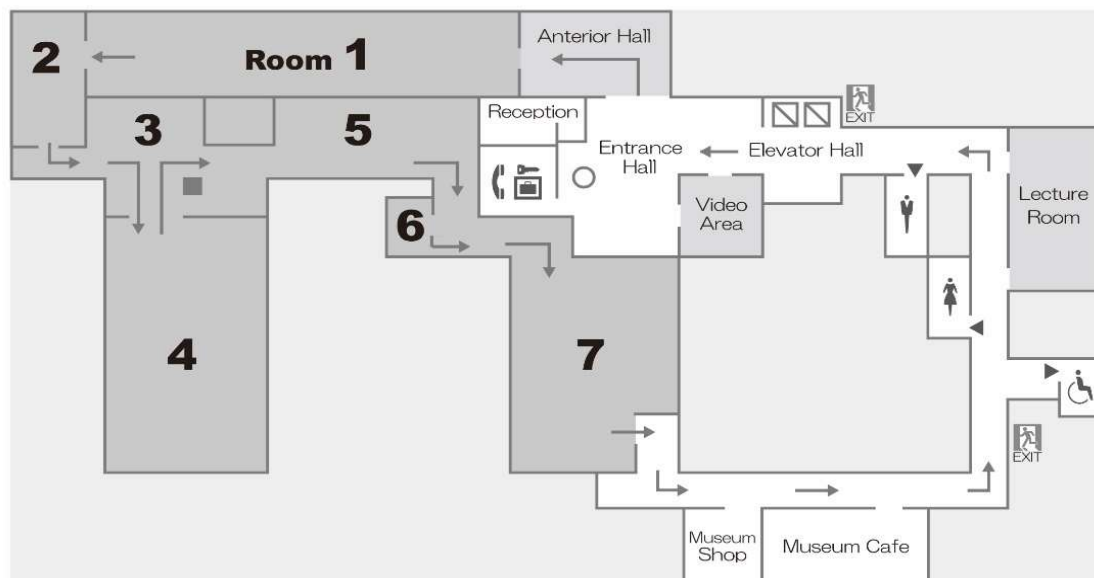 Anterior Hall
2
Room 1
EXIT
Reception
3
5
Entrance
Hall
Elevator Hall
Lecture
Room
Video
Area
6
4
7
EXIT
Museum
Shop
Museum Cafe